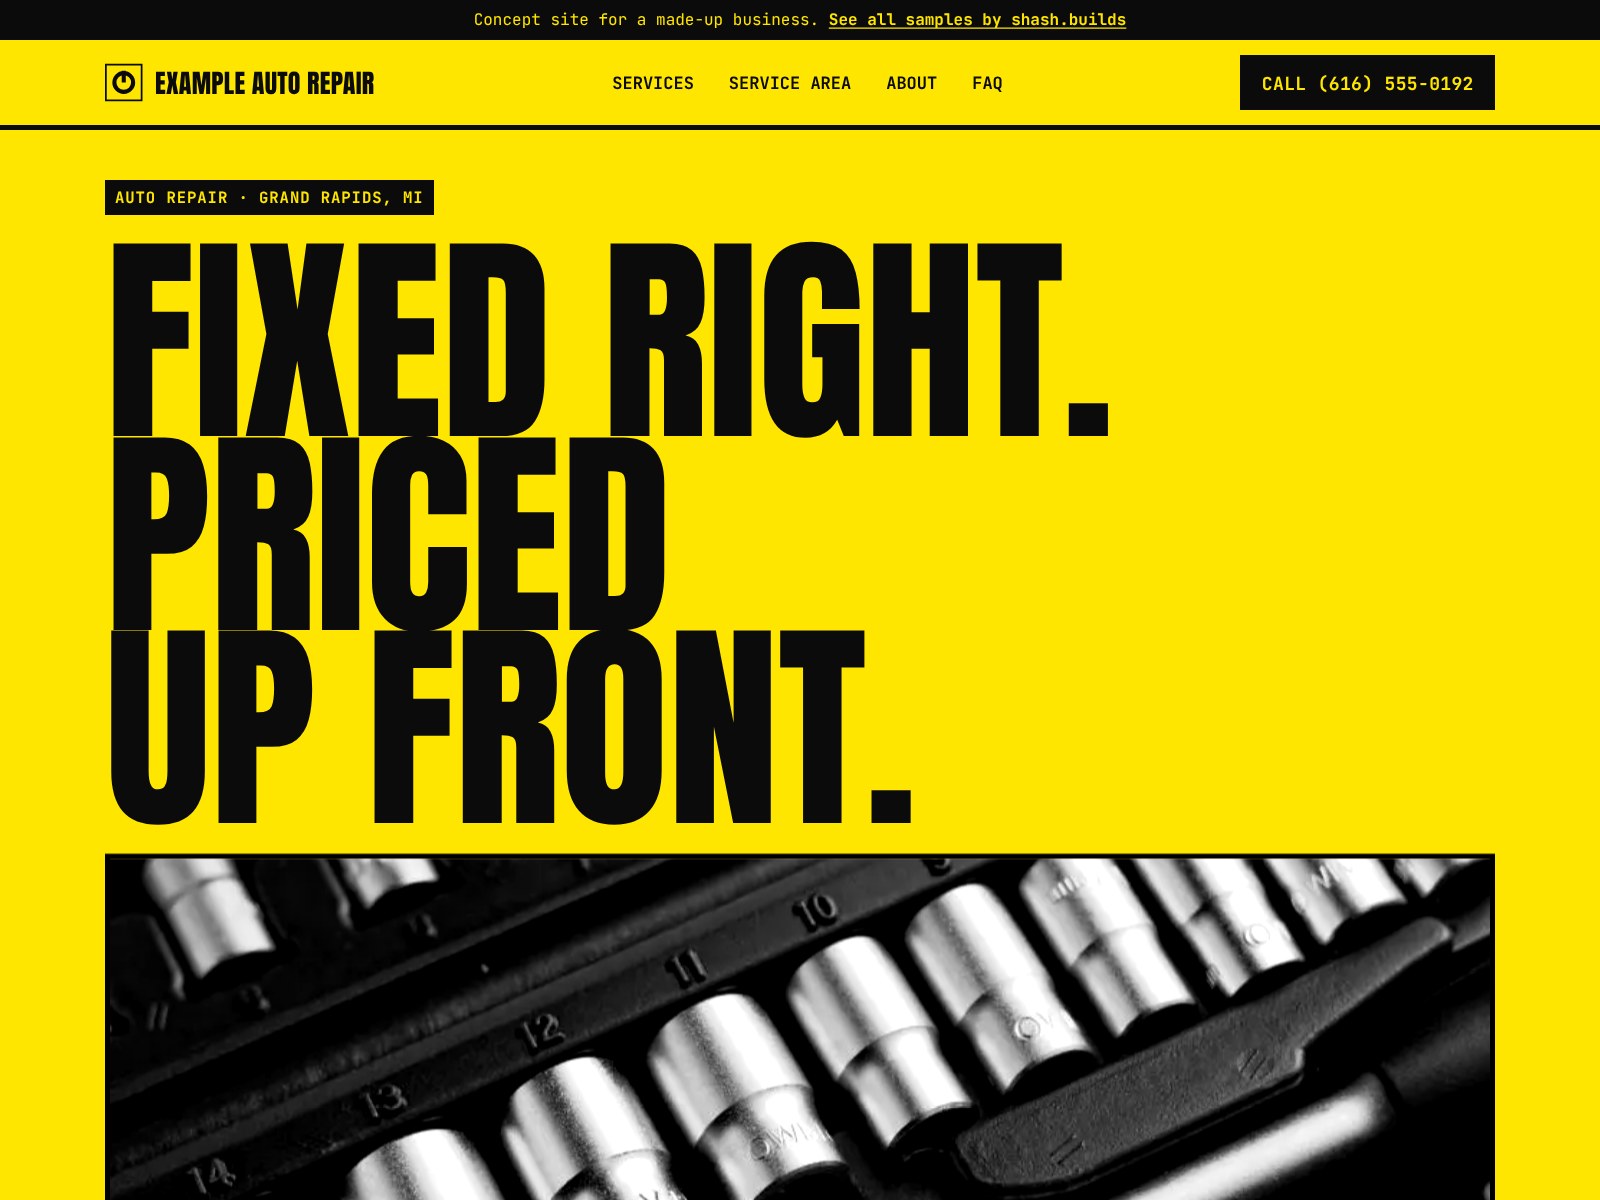 Concept site for a made-up business. See all samples by shash.builds
EXAMPLE AUTO REPAIR
SERVICES
SERVICE AREA
ABOUT
FAQ
CALL (616) 555-0192
AUTO REPAIR · GRAND RAPIDS, MI
FIXED RIGHT.
PRICED
UP FRONT.
10
11
12
13
14